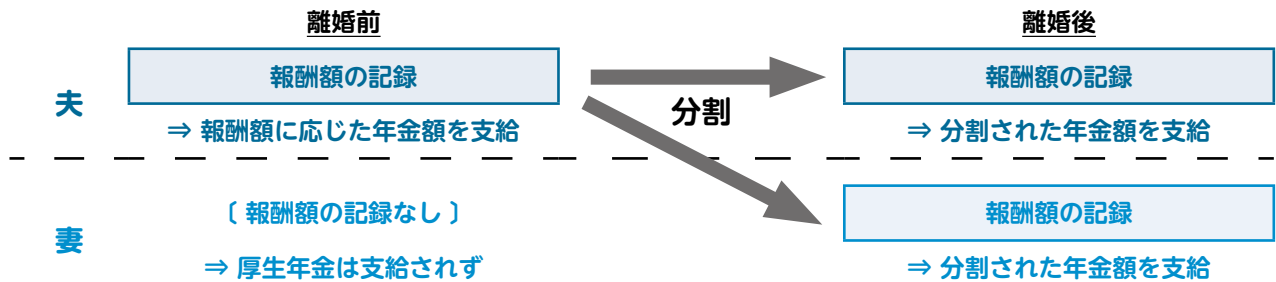 離婚前
離婚後
夫
報酬額の記録
⇒ 報酬額に応じた年金額を支給
分割
報酬額の記録
⇒ 分割された年金額を支給
妻
〔 報酬額の記録なし 〕
⇒ 厚生年金は支給されず
報酬額の記録
⇒ 分割された年金額を支給